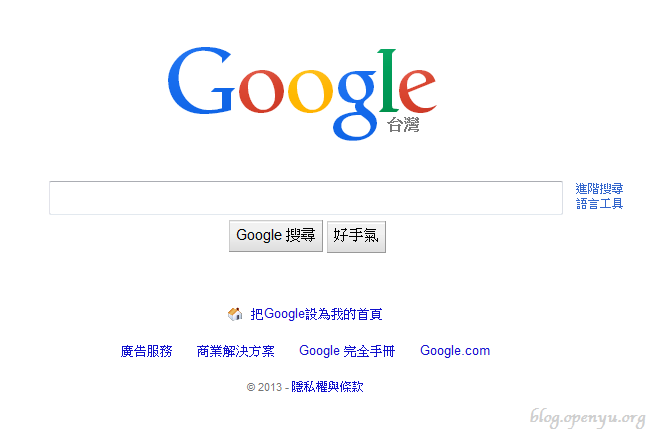 Google
台灣
進階搜尋
語言工具
Google 搜尋 好手氣
把Google設為我的首頁
廣告服務 商業解決方案 Google 完全手冊 Google.com
© 2013 - 隱私權與條款
blog.openyu.org